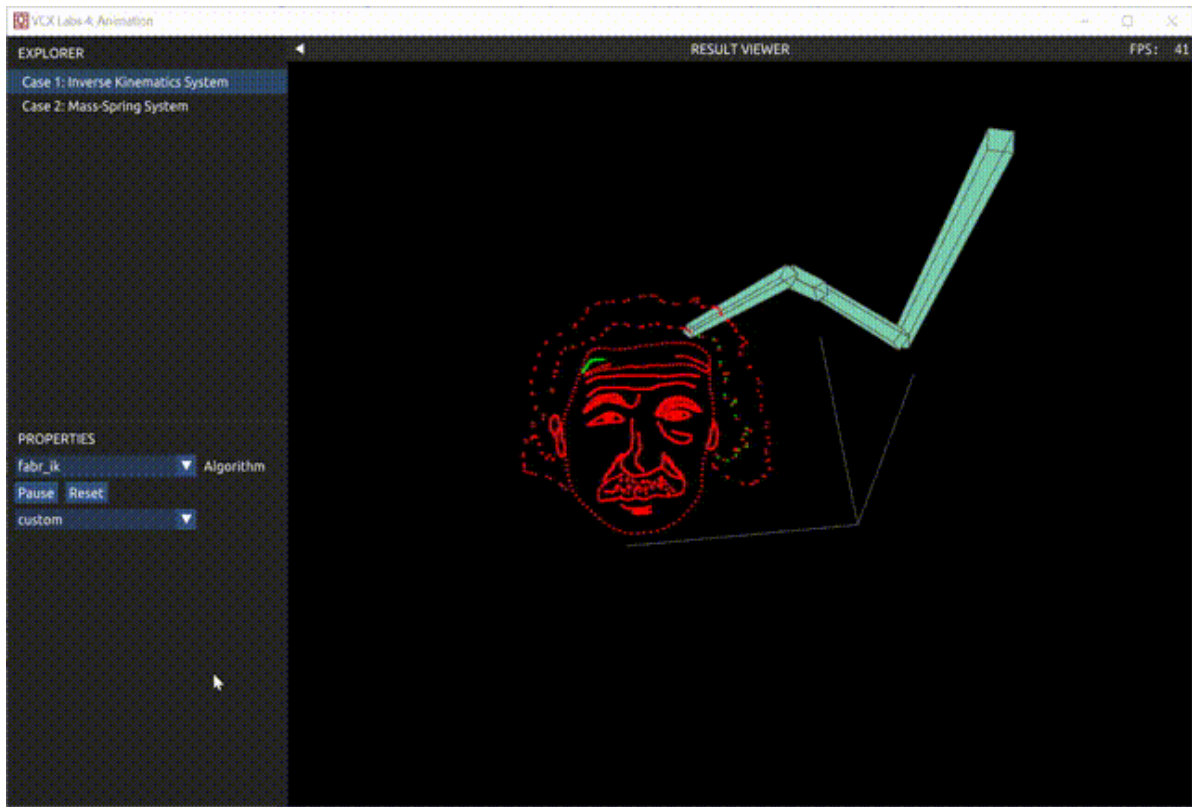 VCX Labs 4: Animation
EXPLORER
RESULT VIEWER
FPS: 41
Case 1: Inverse Kinematics System
Case 2: Mass-Spring System
PROPERTIES
fabr_ik
Algorithm
Pause Reset
custom